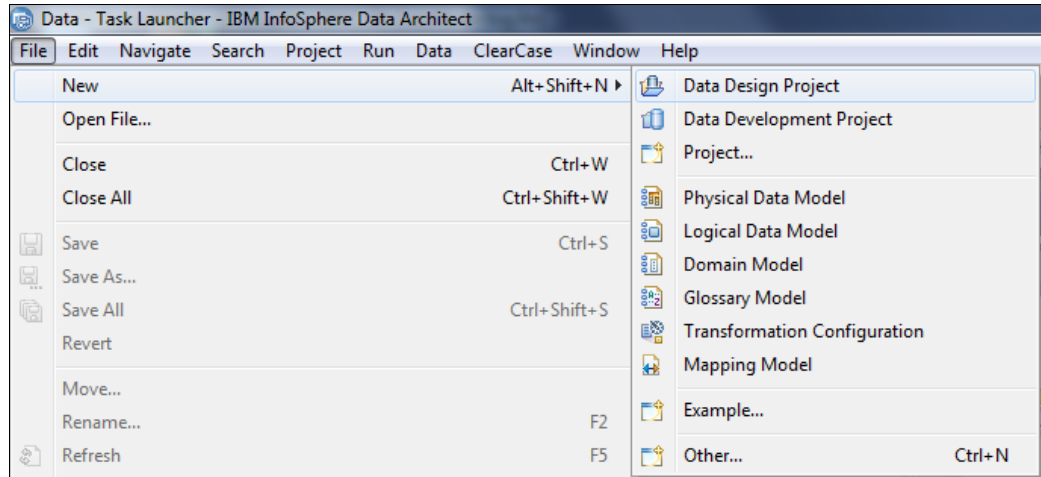 Data - Task Launcher - IBM InfoSphere Data Architect
File Edit Navigate Search Project Run Data ClearCase Window Help
New Alt+Shift+N
Open File...
Close Ctrl+W
Close All Ctrl+Shift+W
Save Ctrl+S
Save As...
Save All Ctrl+Shift+S
Revert
Move...
Rename... F2
Refresh F5
Data Design Project
Data Development Project
Project...
Physical Data Model
Logical Data Model
Domain Model
Glossary Model
Transformation Configuration
Mapping Model
Example...
Other... Ctrl+N